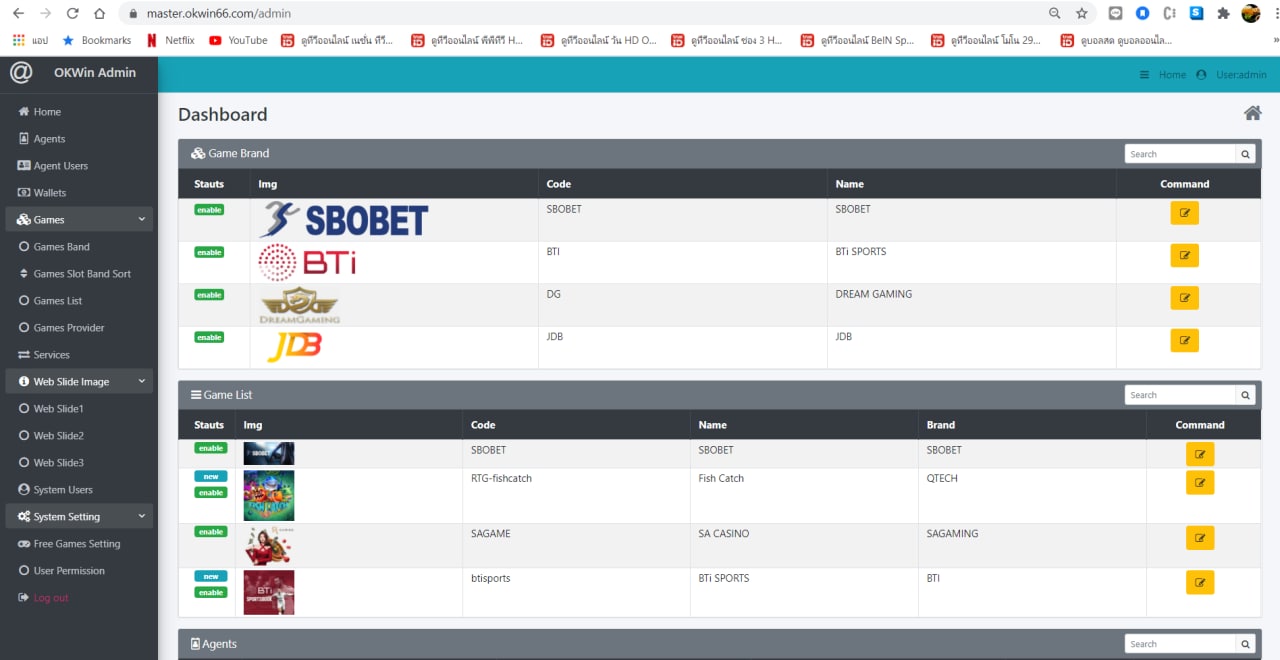 master.okwin66.com/admin
แอป Bookmarks Netflix YouTube ดูทีวีออนไลน์ เนชั่น ทีวี... ดูทีวีออนไลน์ พีพีทีวี H... ดูทีวีออนไลน์ วัน HD O... ดูทีวีออนไลน์ ช่อง 3 H... ดูทีวีออนไลน์ BeIN Sp... ดูทีวีออนไลน์ โมโน 29... ดูบอลสด ดูบอลออนไล... »
OKWin Admin
Home User:admin
Home
Agents
Agent Users
Wallets
Games
Games Band
Games Slot Band Sort
Games List
Games Provider
Services
Web Slide Image
Web Slide1
Web Slide2
Web Slide3
System Users
System Setting
Free Games Setting
User Permission
Log out
Dashboard
Game Brand Search
Stauts Img Code Name Command
enable SBOBET SBOBET SBOBET
enable BTi BTI BTi SPORTS
enable DREAMGAMING DG DREAM GAMING
enable JDB JDB JDB
Game List Search
Stauts Img Code Name Brand Command
enable SBOBET SBOBET SBOBET SBOBET
new RTG-fishcatch Fish Catch QTECH
enable
enable SAGAME SA CASINO SAGAMING
new BTi btisports BTi SPORTS BTI
enable SPORTSBOOK
Agents Search